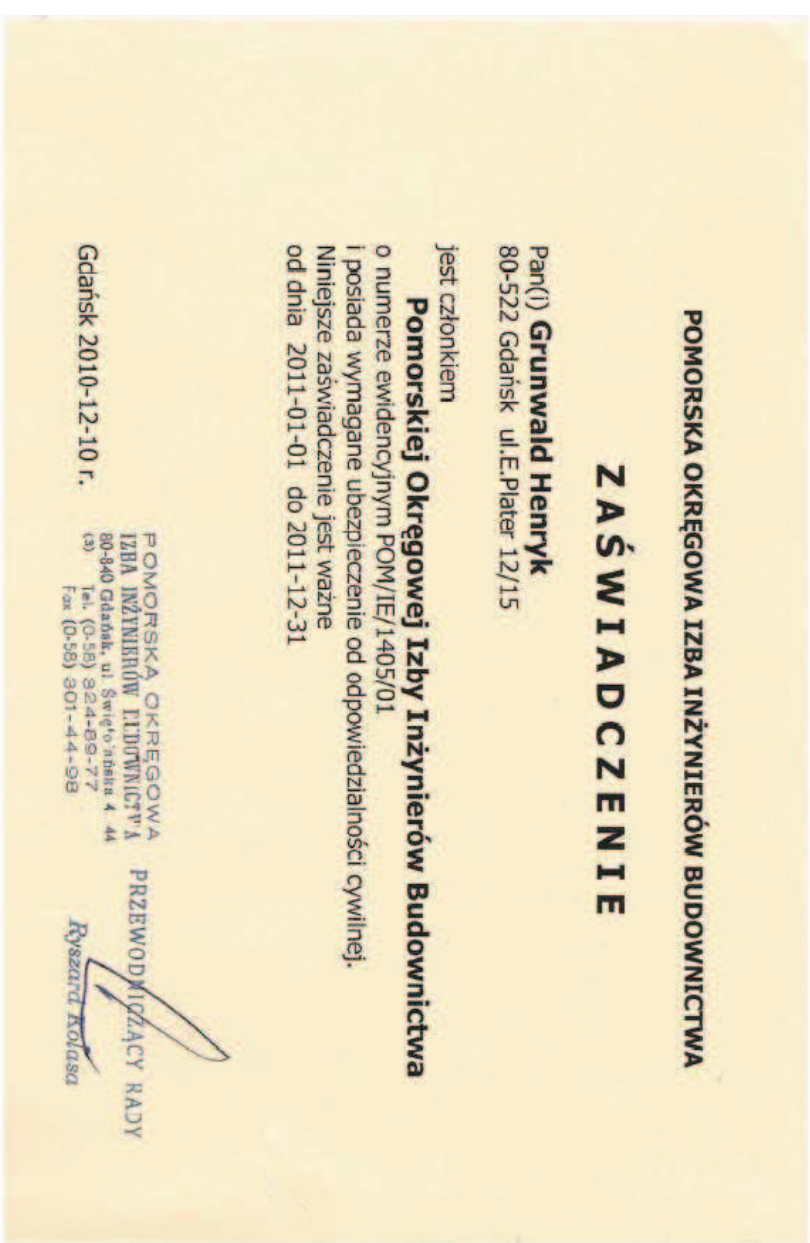 POMORSKA OKRĘGOWA IZBA INŻYNIERÓW BUDOWNICTWA
ZAŚWIADCZENIE
Pan(i) Grunwald Henryk
80-522 Gdańsk ul.E.Plater 12/15
jest członkiem
Pomorskiej Okręgowej Izby Inżynierów Budownictwa
o numerze ewidencyjnym POM/IE/1405/01
i posiada wymagane ubezpieczenie od odpowiedzialności cywilnej.
Niniejsze zaświadczenie jest ważne
od dnia 2011-01-01 do 2011-12-31
Gdańsk 2010-12-10 r.
POMORSKA OKRĘGOWA
IZBA INŻYNIERÓW BUDOWNICTWA
80-840 Gdańsk, ul. 4 44
(3) Tel. (0-58) 324-89-77
Fax (0-58) 301-44-98
PRZEWODNICZĄCY RADY
Ryszard Kolasa